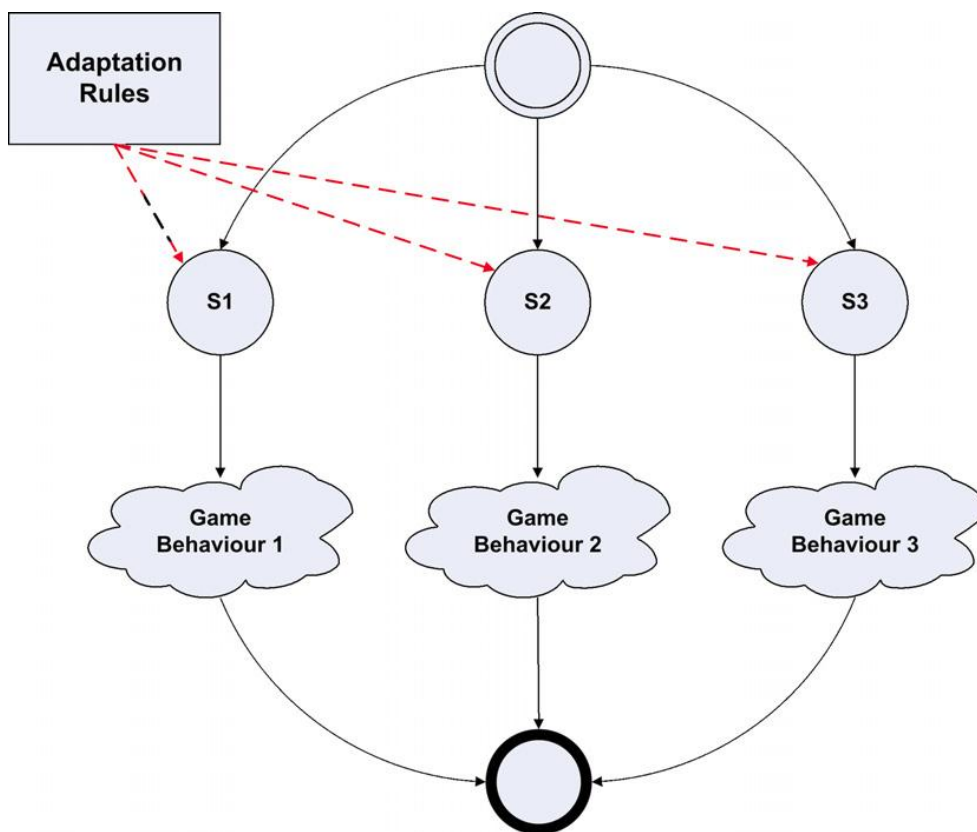 Adaptation
Rules
S1
S2
S3
Game
Behaviour 1
Game
Behaviour 2
Game
Behaviour 3